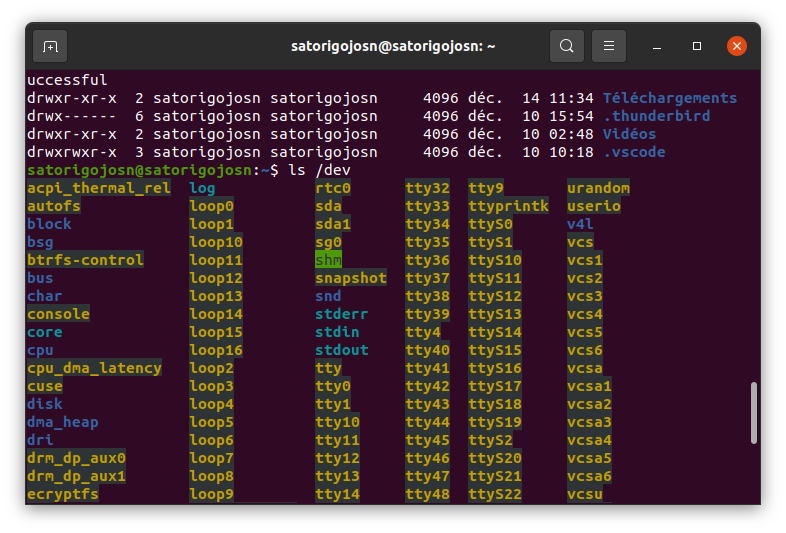 satorigojosn@satorigojosn: ~
uccessful
drwxr-xr-x  2 satorigojosn satorigojosn     4096 déc.  14 11:34 Téléchargements
drwx------  6 satorigojosn satorigojosn     4096 déc.  10 15:54 .thunderbird
drwxr-xr-x  2 satorigojosn satorigojosn     4096 déc.  10 02:48 Vidéos
drwxrwxr-x  3 satorigojosn satorigojosn     4096 déc.  10 10:18 .vscode
satorigojosn@satorigojosn:~$ ls /dev
acpi_thermal_rel  log           rtc0      tty32  tty9       urandom
autofs            loop0         sda       tty33  ttyprintk  userio
block             loop1         sda1      tty34  ttyS0      v4l
bsg               loop10        sg0       tty35  ttyS1      vcs
btrfs-control     loop11        shm       tty36  ttyS10     vcs1
bus               loop12        snapshot  tty37  ttyS11     vcs2
char              loop13        snd       tty38  ttyS12     vcs3
console           loop14        stderr    tty39  ttyS13     vcs4
core              loop15        stdin     tty4   ttyS14     vcs5
cpu               loop16        stdout    tty40  ttyS15     vcs6
cpu_dma_latency   loop2         tty       tty41  ttyS16     vcsa
cuse              loop3         tty0      tty42  ttyS17     vcsa1
disk              loop4         tty1      tty43  ttyS18     vcsa2
dma_heap          loop5         tty10     tty44  ttyS19     vcsa3
dri               loop6         tty11     tty45  ttyS2      vcsa4
drm_dp_aux0       loop7         tty12     tty46  ttyS20     vcsa5
drm_dp_aux1       loop8         tty13     tty47  ttyS21     vcsa6
ecryptfs          loop9         tty14     tty48  ttyS22     vcsu